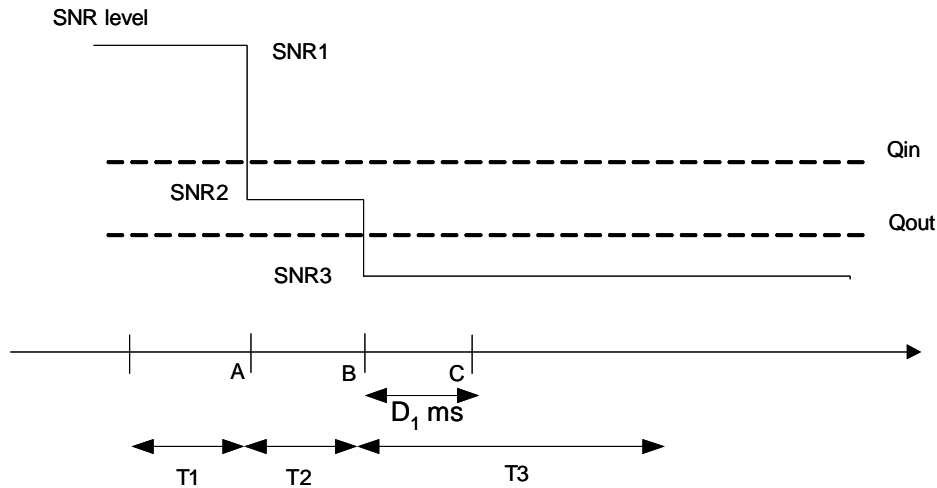 SNR level
SNR1
Qin
SNR2
Qout
SNR3
A
B
C
D₁ ms
T1
T2
T3